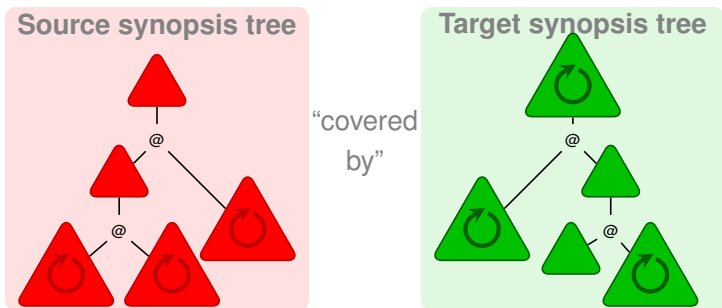 Source synopsis tree
Target synopsis tree
@
@
“covered
by”
@
@